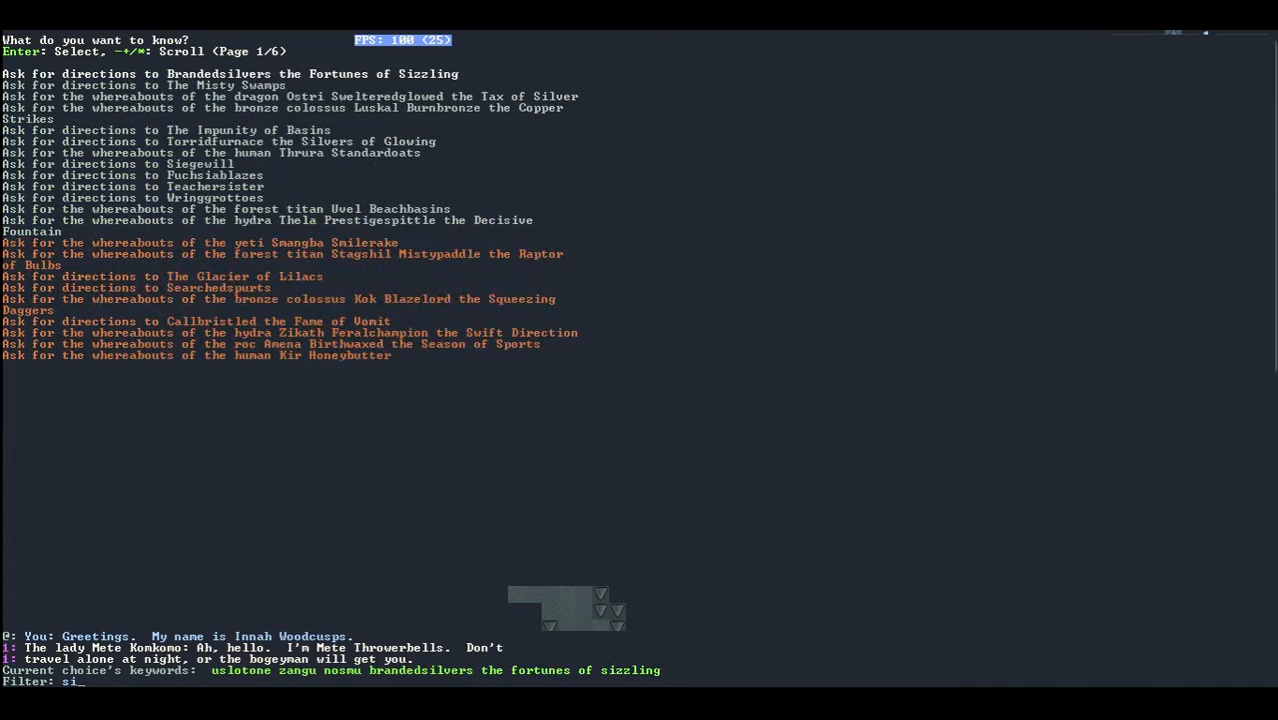 What do you want to know? FPS: 100 (25)
Enter: Select, -+/*: Scroll (Page 1/6)
Ask for directions to Brandedsilvers the Fortunes of Sizzling
Ask for directions to The Misty Swamps
Ask for the whereabouts of the dragon Ostri Swelteredglowed the Tax of Silver
Ask for the whereabouts of the bronze colossus Luskal Burnbronze the Copper
Strikes
Ask for directions to The Impunity of Basins
Ask for directions to Torridfurnace the Silvers of Glowing
Ask for the whereabouts of the human Thrura Standardoats
Ask for directions to Siegewill
Ask for directions to Fuchsiablazes
Ask for directions to Teachersister
Ask for directions to Wringgrottoes
Ask for the whereabouts of the forest titan Uvel Beachbasins
Ask for the whereabouts of the hydra Thela Prestigespittle the Decisive
Fountain
Ask for the whereabouts of the yeti Smangba Smilerake
Ask for the whereabouts of the forest titan Stagshil Mistypaddle the Raptor
of Bulbs
Ask for directions to The Glacier of Lilacs
Ask for directions to Searchedspurts
Ask for the whereabouts of the bronze colossus Kok Blazelord the Squeezing
Daggers
Ask for directions to Callbristled the Fame of Vomit
Ask for the whereabouts of the hydra Zikath Feralchampion the Swift Direction
Ask for the whereabouts of the roc Amena Birthwaxed the Season of Sports
Ask for the whereabouts of the human Kir Honeybutter
@: You: Greetings. My name is Innah Woodcusps.
1: The lady Mete Komkomo: Ah, hello. I'm Mete Throwerbells. Don't
1: travel alone at night, or the bogeyman will get you.
Current choice's keywords: uslotone zangu nosmu brandedsilvers the fortunes of sizzling
Filter: si_